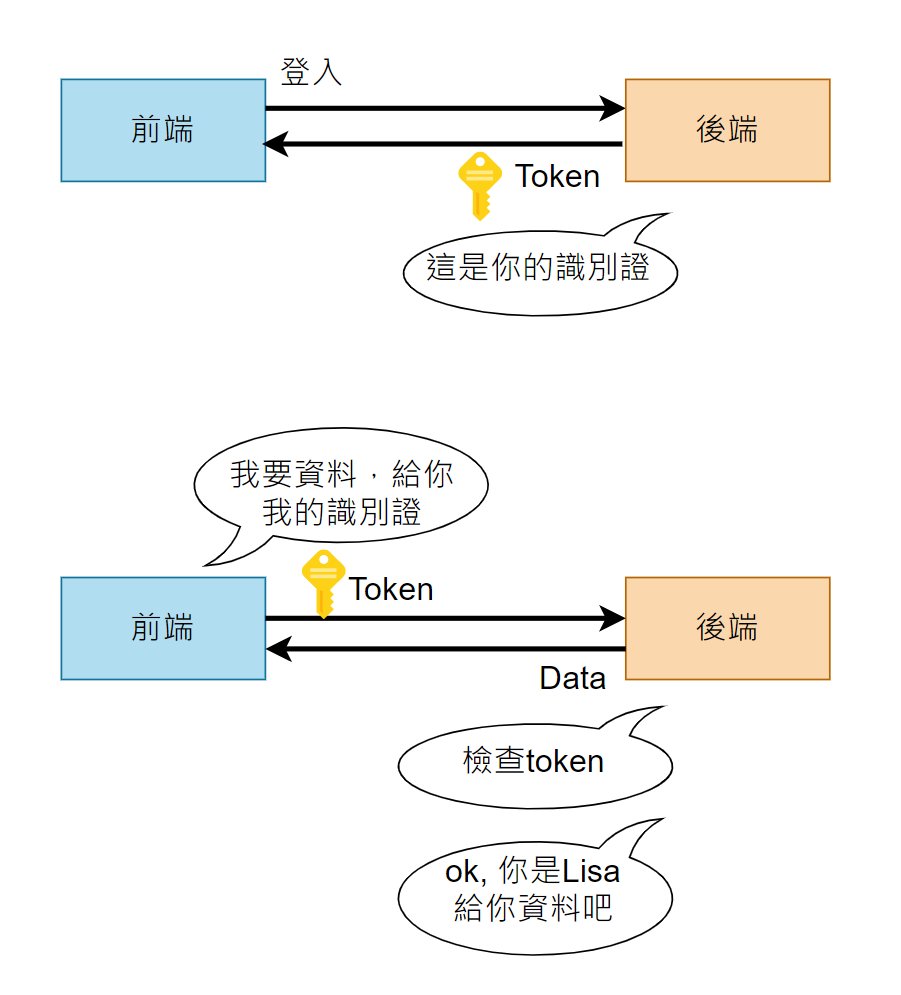 登入
前端
後端
Token
這是你的識別證
我要資料，給你
我的識別證
Token
前端
後端
Data
檢查token
ok, 你是Lisa
給你資料吧